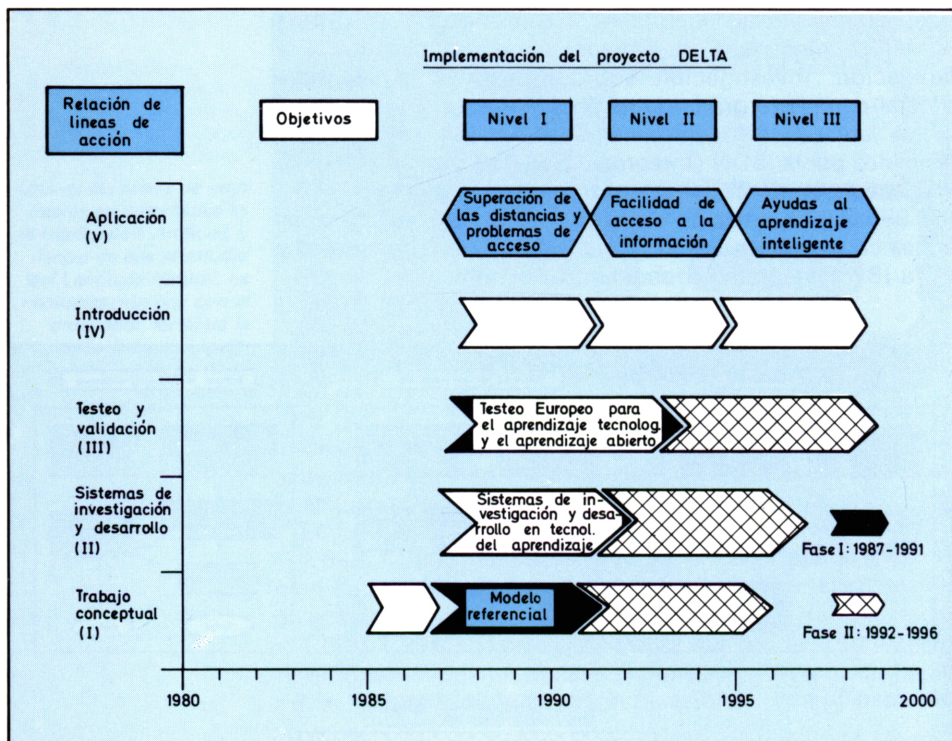 Implementación del proyecto DELTA
Relación de
lineas de
acción
Objetivos
Nivel I
Nivel II
Nivel III
Aplicación
(V)
Superación de
las distancias y
problemas de
acceso
Facilidad de
acceso a la
información
Ayudas al
aprendizaje
inteligente
Introducción
(IV)
Testeo y
validación
(III)
Testeo Europeo para
el aprendizaje tecnolog.
y el aprendizaje abierto
Sistemas de
investigación
y desarrollo
(II)
Sistemas de in-
vestigación y desa-
rrollo en tecnol.
del aprendizaje
Fase I: 1987-1991
Trabajo
conceptual
(I)
Modelo
referencial
Fase II: 1992-1996
1980
1985
1990
1995
2000